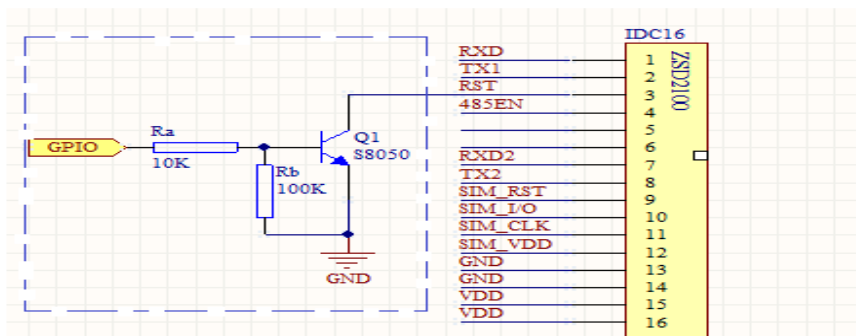 IDC16
ZSD2100
RXD 1
TX1 2
RST 3
485EN 4
5
6
RXD2 7
TX2 8
SIM_RST 9
SIM_I/O 10
SIM_CLK 11
SIM_VDD 12
GND 13
GND 14
VDD 15
VDD 16
GPIO
Ra
10K
Rb
100K
Q1
S8050
GND